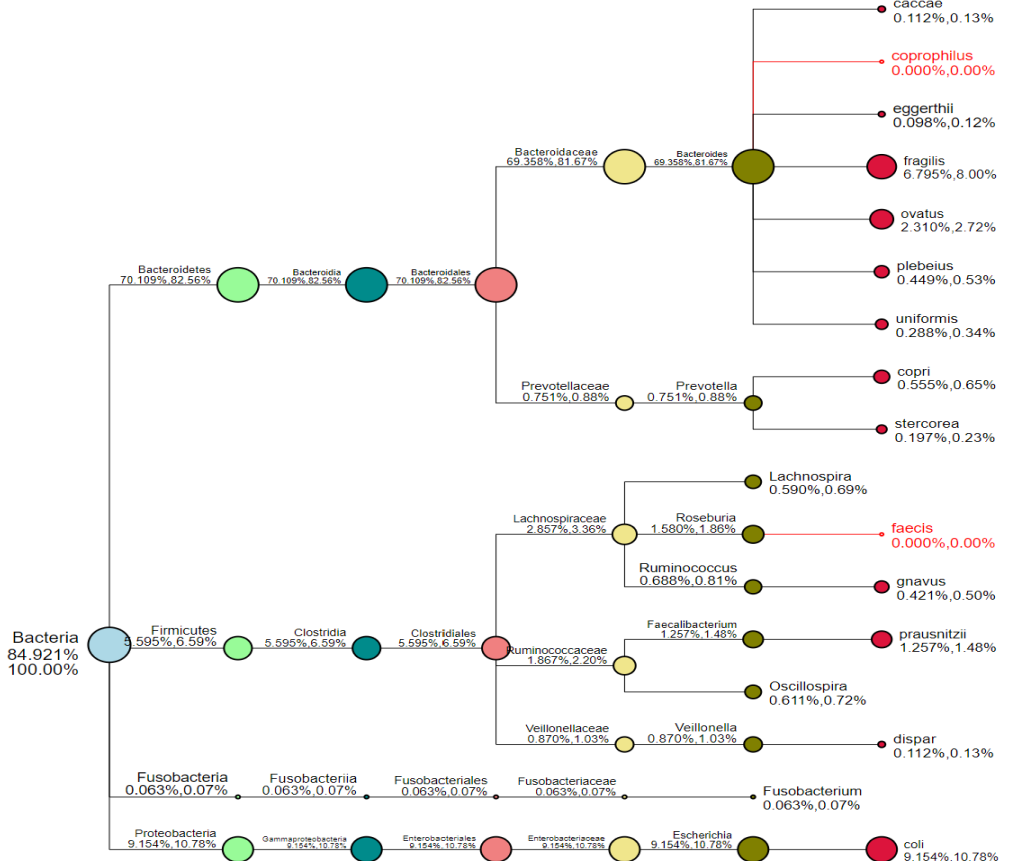 caccae
0.112%,0.13%
coprophilus
0.000%,0.00%
eggerthii
0.098%,0.12%
Bacteroidaceae
69.358%,81.67%
Bacteroides
69.358%,81.67%
fragilis
6.795%,8.00%
ovatus
2.310%,2.72%
Bacteroidetes
70.109%,82.56%
Bacteroidia
70.109%,82.56%
Bacteroidales
70.109%,82.56%
plebeius
0.449%,0.53%
uniformis
0.288%,0.34%
Prevotellaceae
0.751%,0.88%
Prevotella
0.751%,0.88%
copri
0.555%,0.65%
stercorea
0.197%,0.23%
Lachnospira
0.590%,0.69%
Lachnospiraceae
2.857%,3.36%
Roseburia
1.580%,1.86%
faecis
0.000%,0.00%
Ruminococcus
0.688%,0.81%
gnavus
0.421%,0.50%
Bacteria
84.921%
100.00%
Firmicutes
5.595%,6.59%
Clostridia
5.595%,6.59%
Clostridiales
5.595%,6.59%
Ruminococcaceae
1.867%,2.20%
Faecalibacterium
1.257%,1.48%
prausnitzii
1.257%,1.48%
Oscillospira
0.611%,0.72%
Veillonellaceae
0.870%,1.03%
Veillonella
0.870%,1.03%
dispar
0.112%,0.13%
Fusobacteria
0.063%,0.07%
Fusobacteriia
0.063%,0.07%
Fusobacteriales
0.063%,0.07%
Fusobacteriaceae
0.063%,0.07%
Fusobacterium
0.063%,0.07%
Proteobacteria
9.154%,10.78%
Gammaproteobacteria
9.154%,10.78%
Enterobacteriales
9.154%,10.78%
Enterobacteriaceae
9.154%,10.78%
Escherichia
9.154%,10.78%
coli
9.154%,10.78%